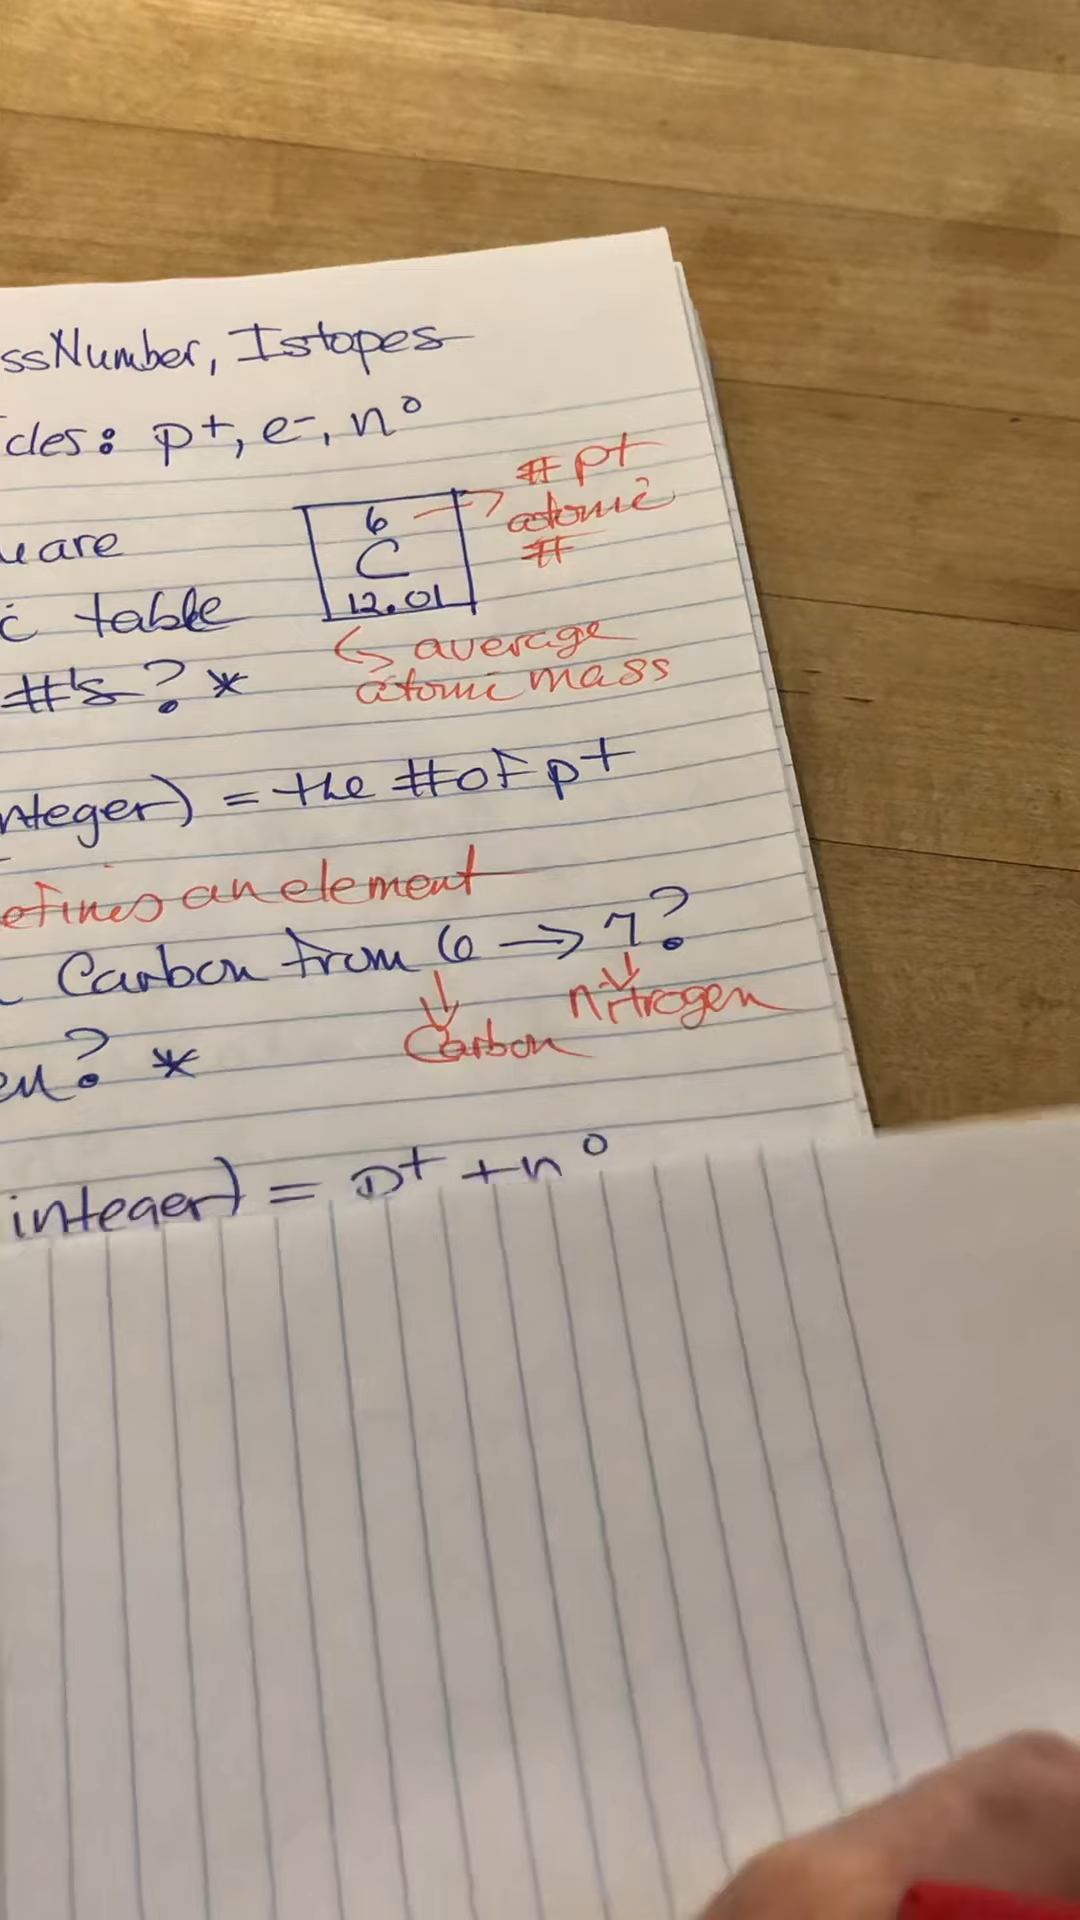 ssNumber, Istopes
cles: p+, e-, n°
# p+
atomic
#
6
C
12.01
are
c table
average
atomic mass
#'s? *
nteger) = the # of p+
efines an element
Carbon from 6 → 7?
nitrogen
Carbon
en? *
integer) = p+ + n°